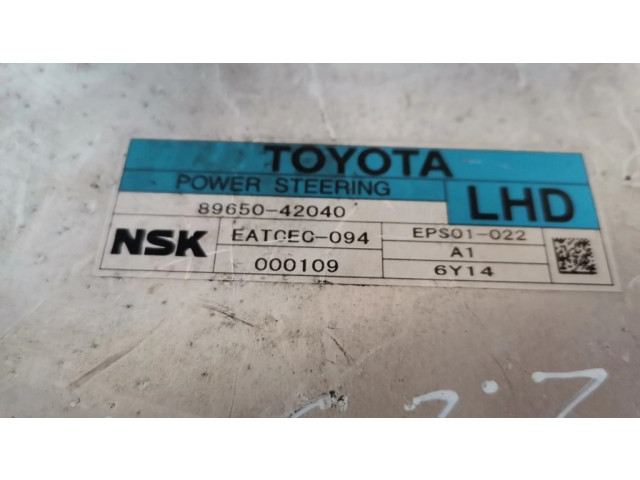 TOYOTA
POWER STEERING
LHD
89650-42040
NSK
EATCEC-094
EPS01-022
A1
000109
6Y14